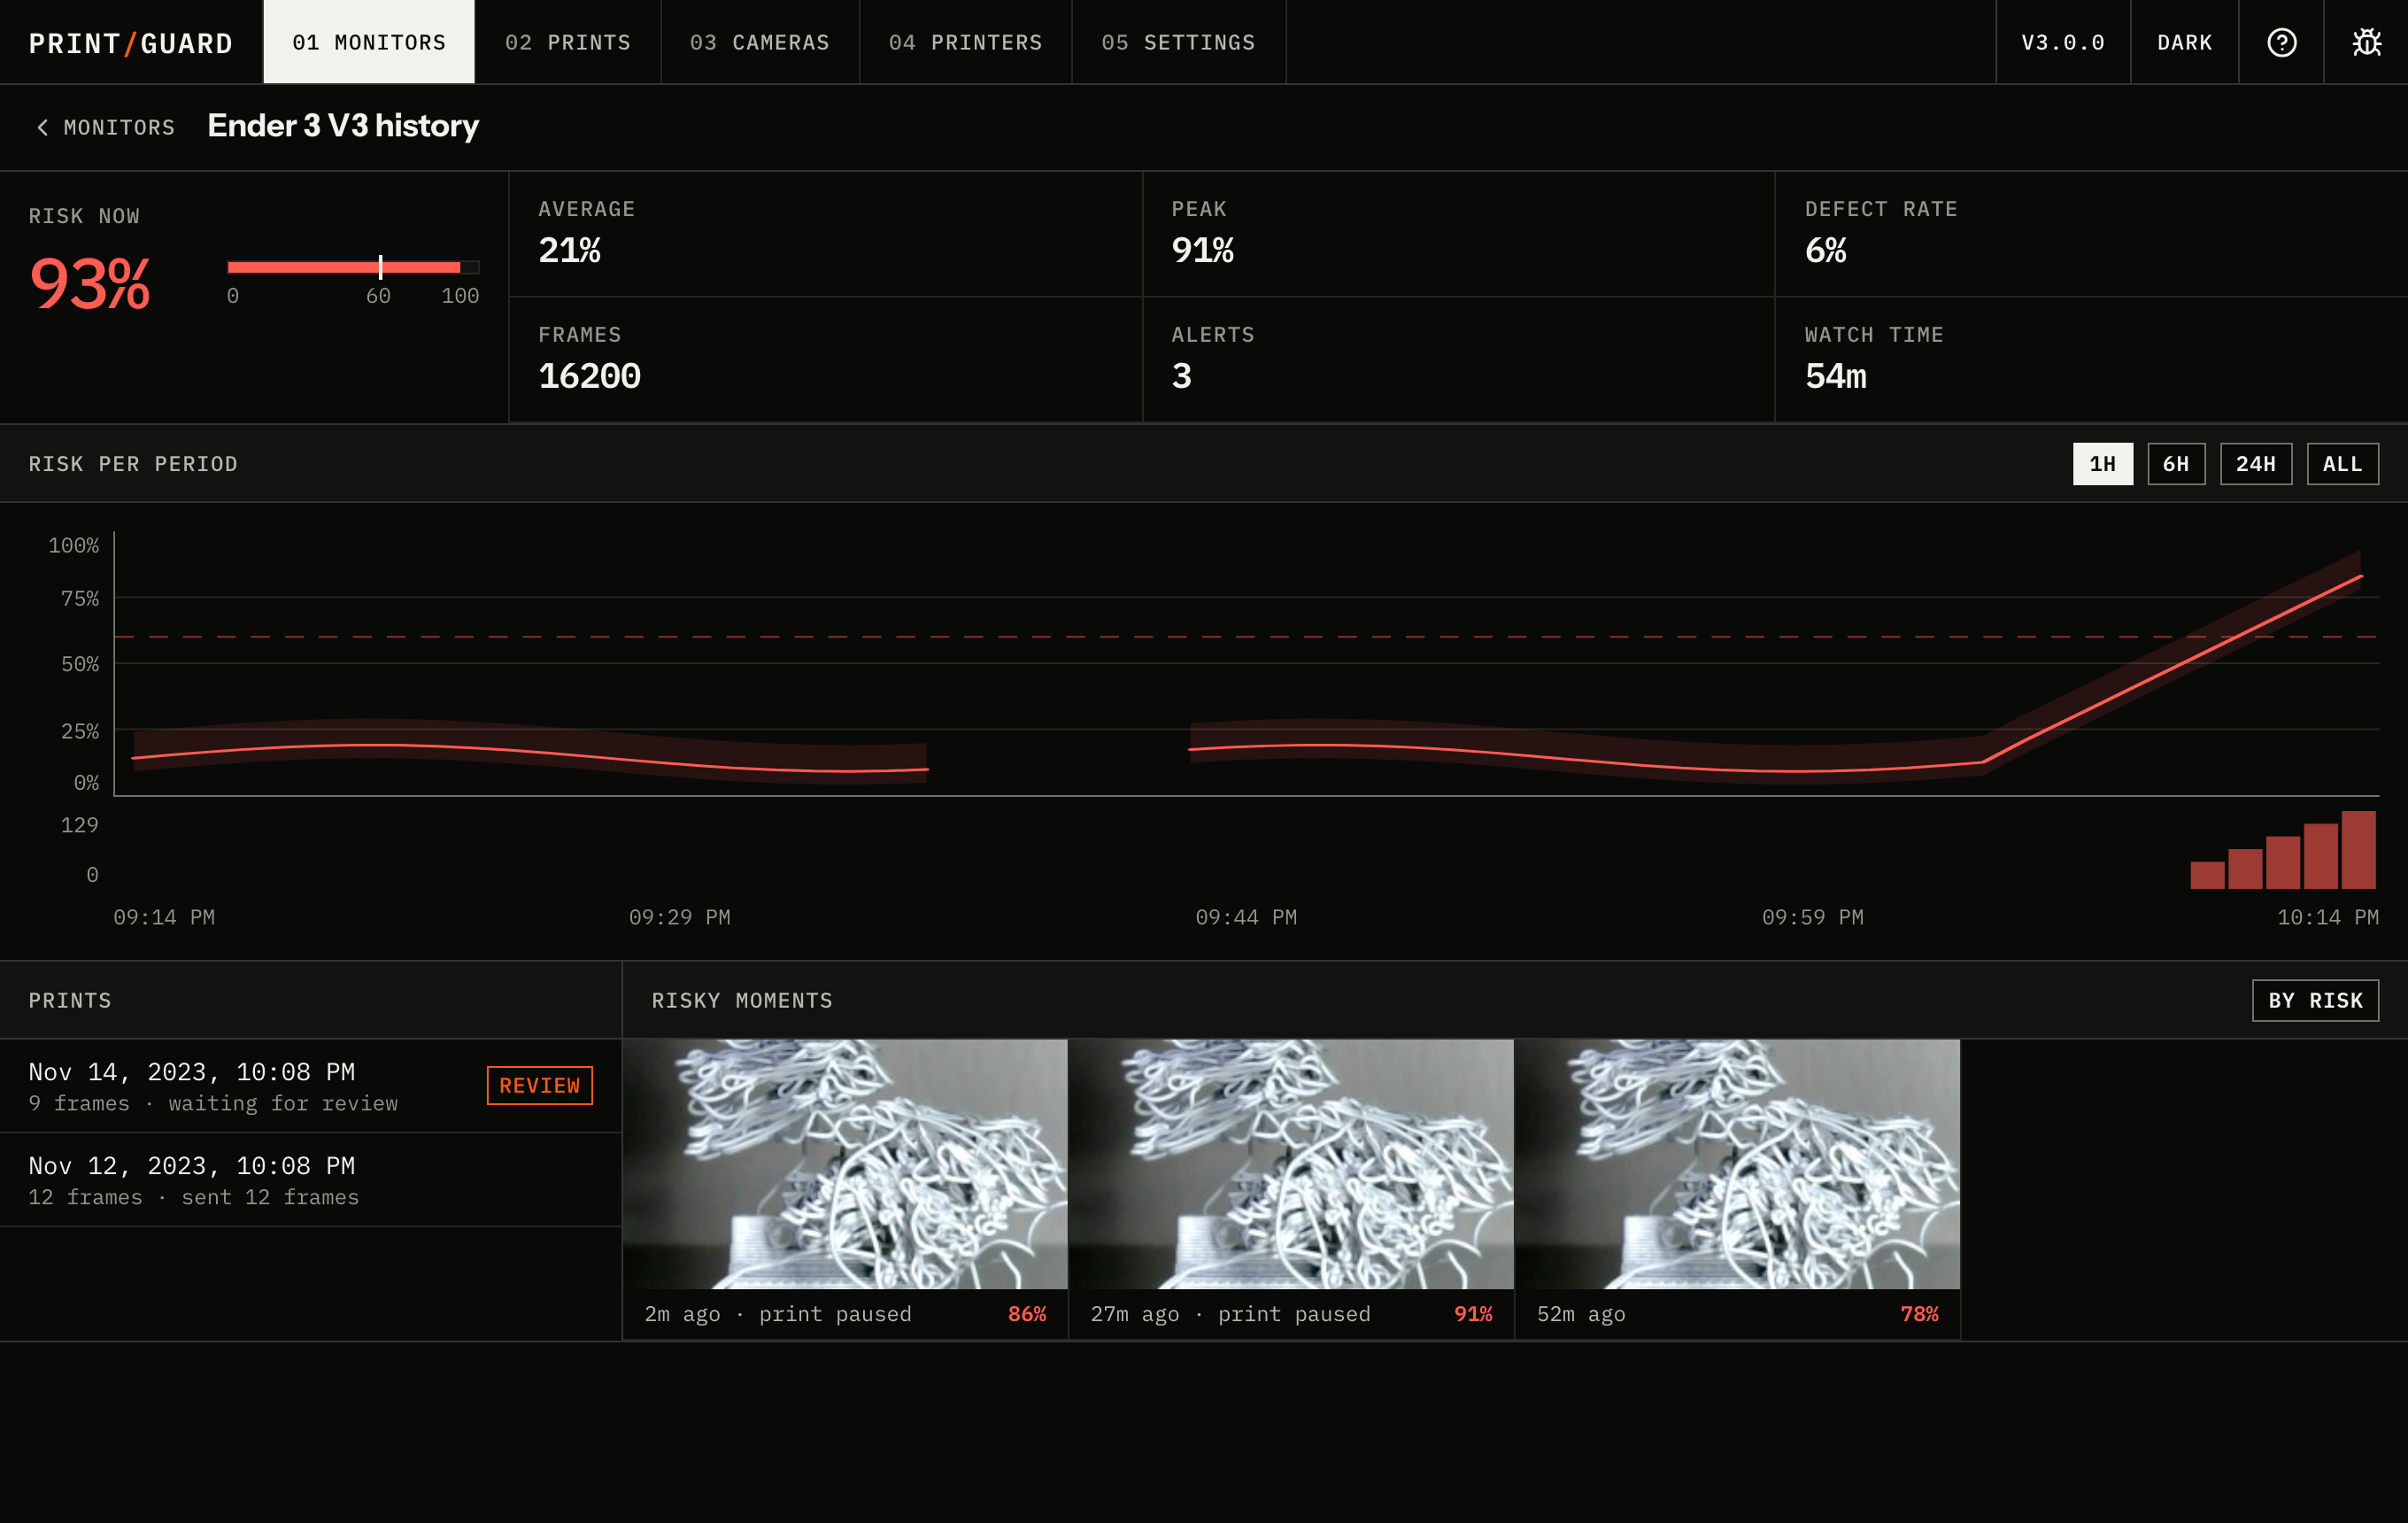 PRINT/GUARD
01 MONITORS
02 PRINTS
03 CAMERAS
04 PRINTERS
05 SETTINGS
V3.0.0
DARK
MONITORS
Ender 3 V3 history
RISK NOW
93%
0
60
100
AVERAGE
21%
PEAK
91%
DEFECT RATE
6%
FRAMES
16200
ALERTS
3
WATCH TIME
54m
RISK PER PERIOD
1H
6H
24H
ALL
100%
75%
50%
25%
0%
129
0
09:14 PM
09:29 PM
09:44 PM
09:59 PM
10:14 PM
PRINTS
Nov 14, 2023, 10:08 PM
9 frames · waiting for review
REVIEW
Nov 12, 2023, 10:08 PM
12 frames · sent 12 frames
RISKY MOMENTS
BY RISK
2m ago · print paused
86%
27m ago · print paused
91%
52m ago
78%